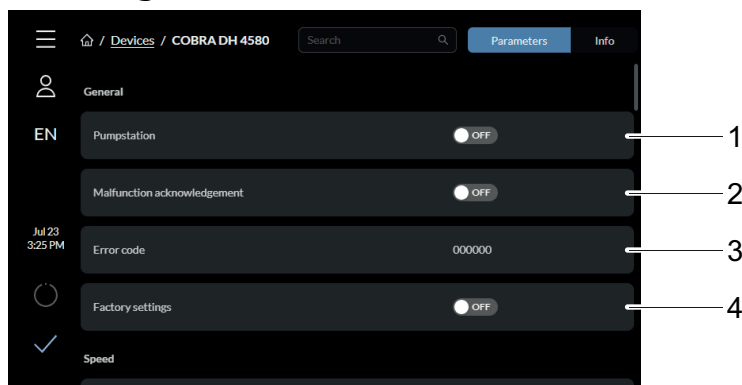 / Devices / COBRA DH 4580
Search
Parameters
Info
General
EN
Pumpstation
OFF
1
Malfunction acknowledgement
OFF
2
Jul 23
3:25 PM
Error code
000000
3
Factory settings
OFF
4
Speed